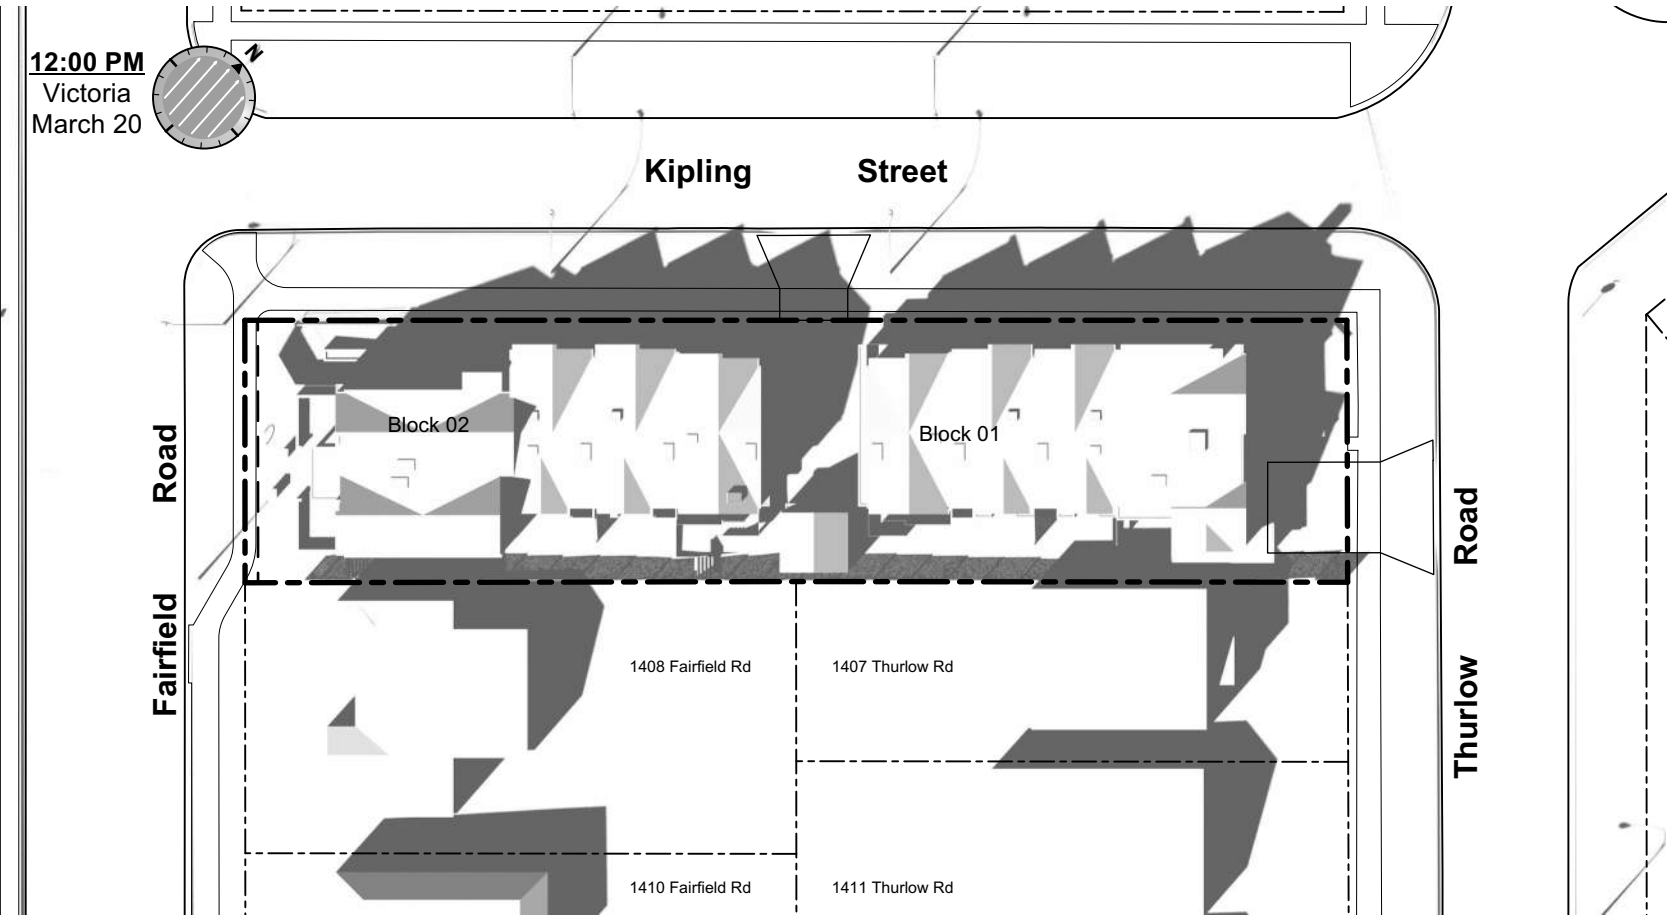 12:00 PM
Victoria
March 20
N
Kipling Street
Block 02
Block 01
Fairfield Road
Thurlow Road
1408 Fairfield Rd
1407 Thurlow Rd
1410 Fairfield Rd
1411 Thurlow Rd